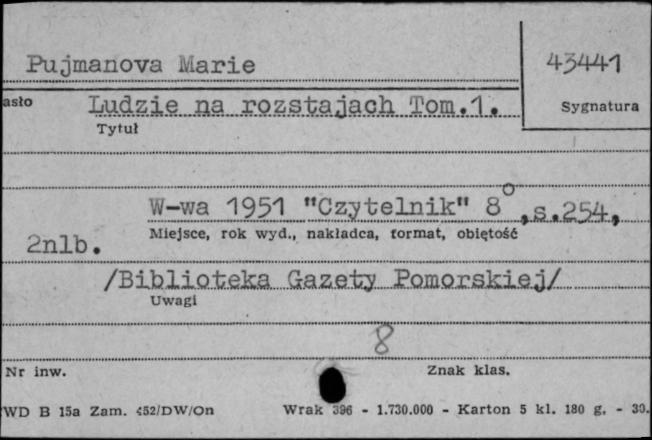 Pujmanova Marie 43441
asło Ludzie na rozstajach Tom.1. Sygnatura
Tytuł
W-wa 1951 "Czytelnik" 8°,s.254,
Miejsce, rok wyd., nakładca, format, objętość
2nlb.
/Biblioteka Gazety Pomorskiej/
Uwagi
8
Nr inw. Znak klas.
WD B 15a Zam. 452/DW/On Wrak 396 - 1.730.000 - Karton 5 kl. 180 g. - 30.